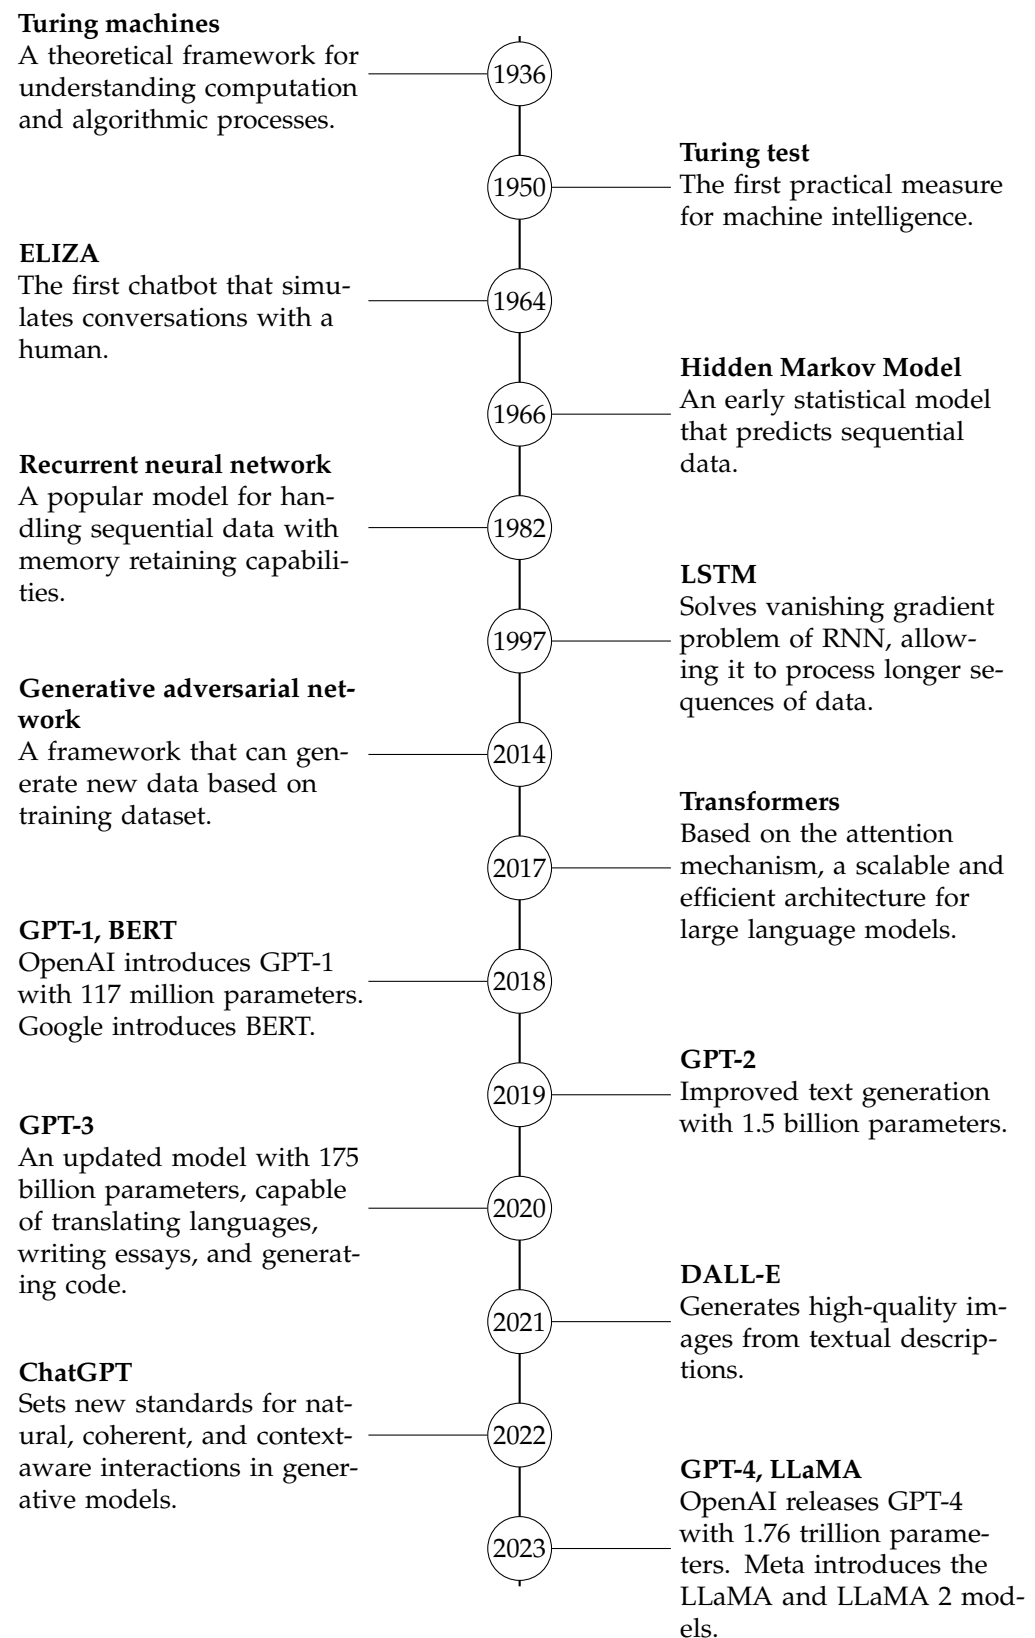 Turing machines
A theoretical framework for
understanding computation
and algorithmic processes.
1936
Turing test
The first practical measure
for machine intelligence.
1950
ELIZA
The first chatbot that simu-
lates conversations with a
human.
1964
Hidden Markov Model
An early statistical model
that predicts sequential
data.
1966
Recurrent neural network
A popular model for han-
dling sequential data with
memory retaining capabili-
ties.
1982
LSTM
Solves vanishing gradient
problem of RNN, allow-
ing it to process longer se-
quences of data.
1997
Generative adversarial net-
work
A framework that can gen-
erate new data based on
training dataset.
2014
Transformers
Based on the attention
mechanism, a scalable and
efficient architecture for
large language models.
2017
GPT-1, BERT
OpenAI introduces GPT-1
with 117 million parameters.
Google introduces BERT.
2018
GPT-2
Improved text generation
with 1.5 billion parameters.
2019
GPT-3
An updated model with 175
billion parameters, capable
of translating languages,
writing essays, and generat-
ing code.
2020
DALL-E
Generates high-quality im-
ages from textual descrip-
tions.
2021
ChatGPT
Sets new standards for nat-
ural, coherent, and context-
aware interactions in gener-
ative models.
2022
GPT-4, LLaMA
OpenAI releases GPT-4
with 1.76 trillion parame-
ters. Meta introduces the
LLaMA and LLaMA 2 mod-
els.
2023